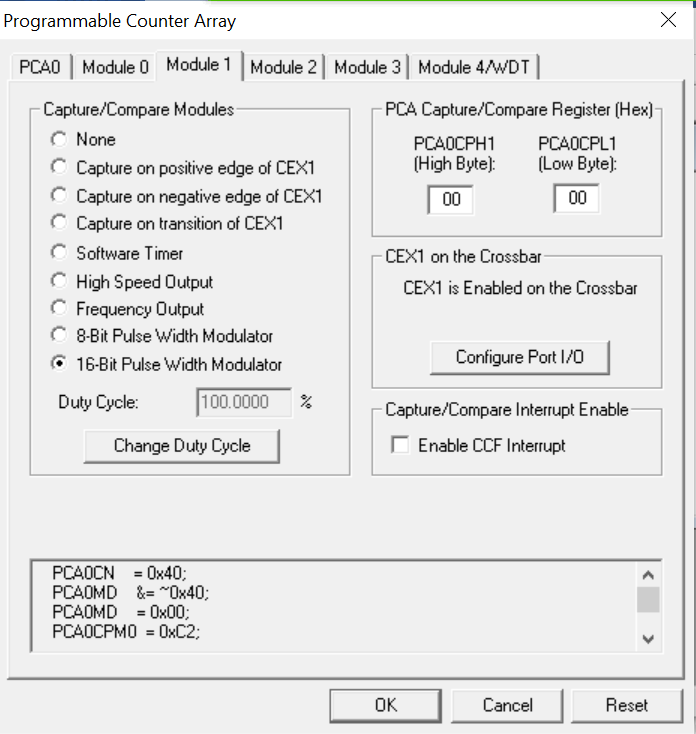 Programmable Counter Array
PCA0 Module 0 Module 1 Module 2 Module 3 Module 4/WDT
Capture/Compare Modules
None
Capture on positive edge of CEX1
Capture on negative edge of CEX1
Capture on transition of CEX1
Software Timer
High Speed Output
Frequency Output
8-Bit Pulse Width Modulator
16-Bit Pulse Width Modulator
Duty Cycle: 100.0000 %
Change Duty Cycle
PCA Capture/Compare Register (Hex)
PCA0CPH1 PCA0CPL1
(High Byte): (Low Byte):
00 00
CEX1 on the Crossbar
CEX1 is Enabled on the Crossbar
Configure Port I/O
Capture/Compare Interrupt Enable
Enable CCF Interrupt
PCA0CN = 0x40;
PCA0MD &= ~0x40;
PCA0MD = 0x00;
PCA0CPM0 = 0xC2;
OK Cancel Reset